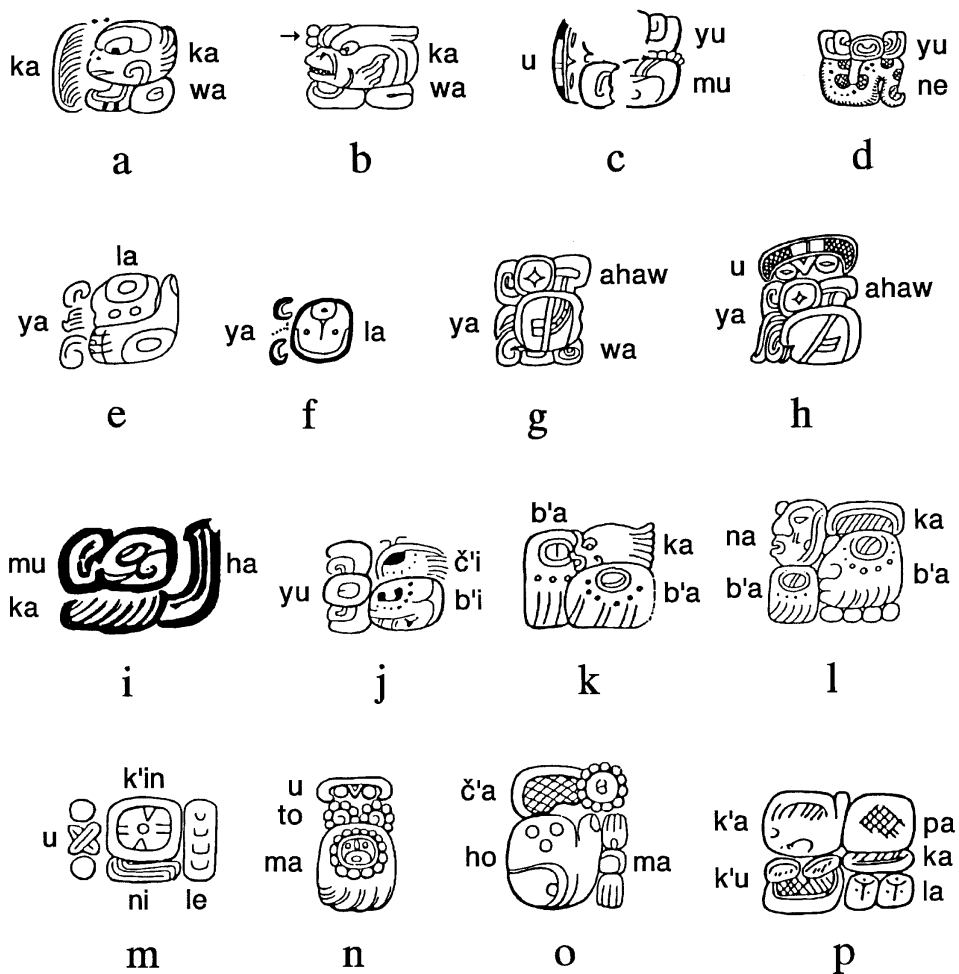 ka ka wa
ka wa
u yu mu
yu ne
a b c d
la ya
ya la
ahaw ya wa
u ahaw ya
e f g h
mu ha ka
yu č'i b'i
b'a ka b'a
na ka b'a b'a
i j k l
k'in u ni le
u to ma
č'a ho ma
k'a pa k'u ka la
m n o p